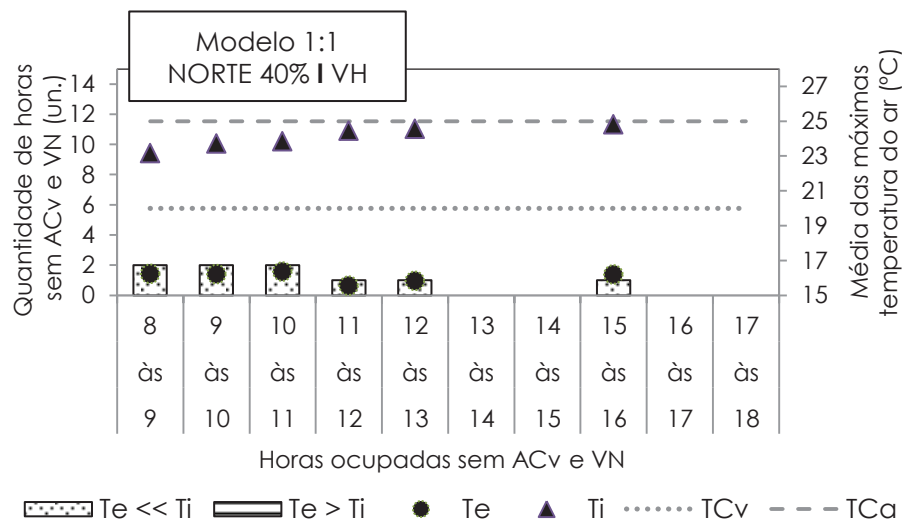 Modelo 1:1
NORTE 40% I VH
Quantidade de horas
sem ACv e VN (un.)
14
12
10
8
6
4
2
0
27
25
23
21
19
17
15
Média das máximas
temperatura do ar (ºC)
8 9 10 11 12 13 14 15 16 17
às às às às às às às às às às
9 10 11 12 13 14 15 16 17 18
Horas ocupadas sem ACv e VN
Te << Ti Te > Ti Te Ti TCv TCa